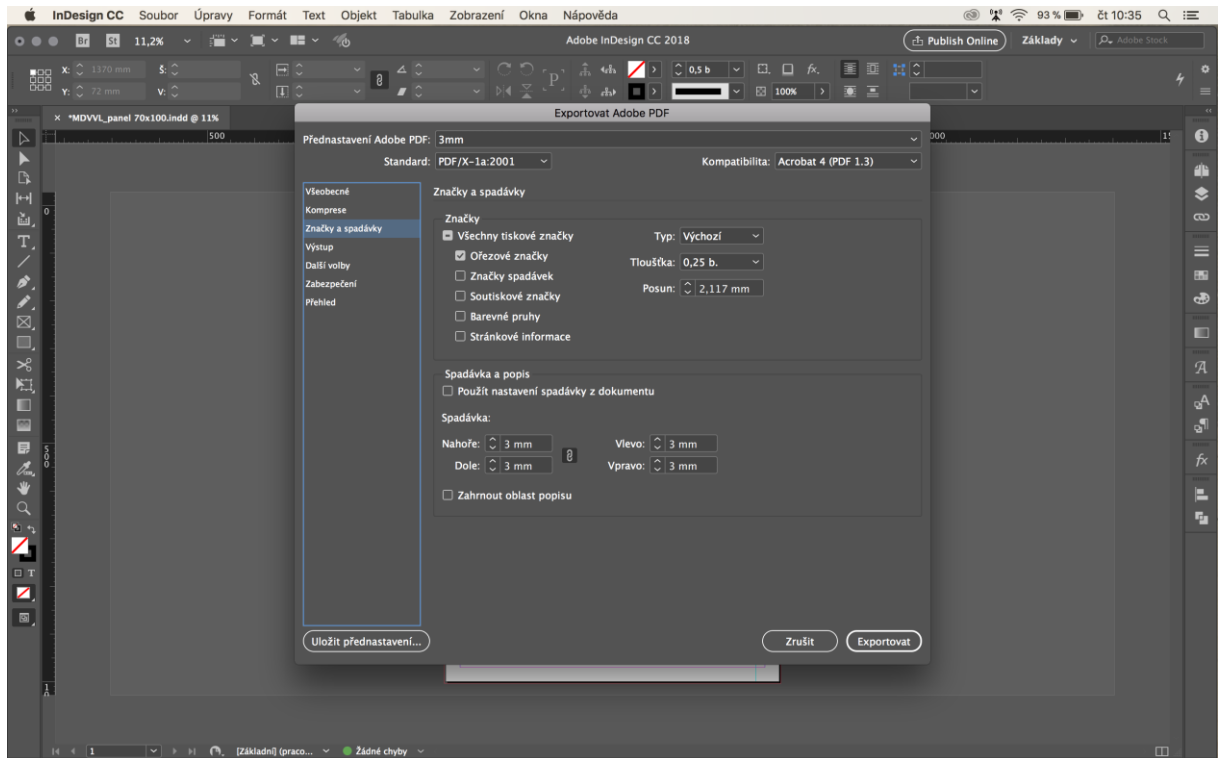 InDesign CC Soubor Úpravy Formát Text Objekt Tabulka Zobrazení Okna Nápověda 93 % čt 10:35
Br St 11,2% Adobe InDesign CC 2018 Publish Online Základy Adobe Stock
X: 1370 mm Š: 0,5 b fx.
Y: 72 mm V: P 100%
× *MDVVL_panel 70x100.indd @ 11%
500
Exportovat Adobe PDF
Přednastavení Adobe PDF: 3mm
Standard: PDF/X-1a:2001 Kompatibilita: Acrobat 4 (PDF 1.3)
Všeobecné
Komprese
Značky a spadávky
Výstup
Další volby
Zabezpečení
Přehled
Značky a spadávky
Značky
Všechny tiskové značky Typ: Výchozí
Ořezové značky Tloušťka: 0,25 b.
Značky spadávek Posun: 2,117 mm
Soutiskové značky
Barevné pruhy
Stránkové informace
Spadávka a popis
Použít nastavení spadávky z dokumentu
Spadávka:
Nahoře: 3 mm Vlevo: 3 mm
Dole: 3 mm Vpravo: 3 mm
Zahrnout oblast popisu
Uložit přednastavení... Zrušit Exportovat
1 [Základní] (praco... Žádné chyby